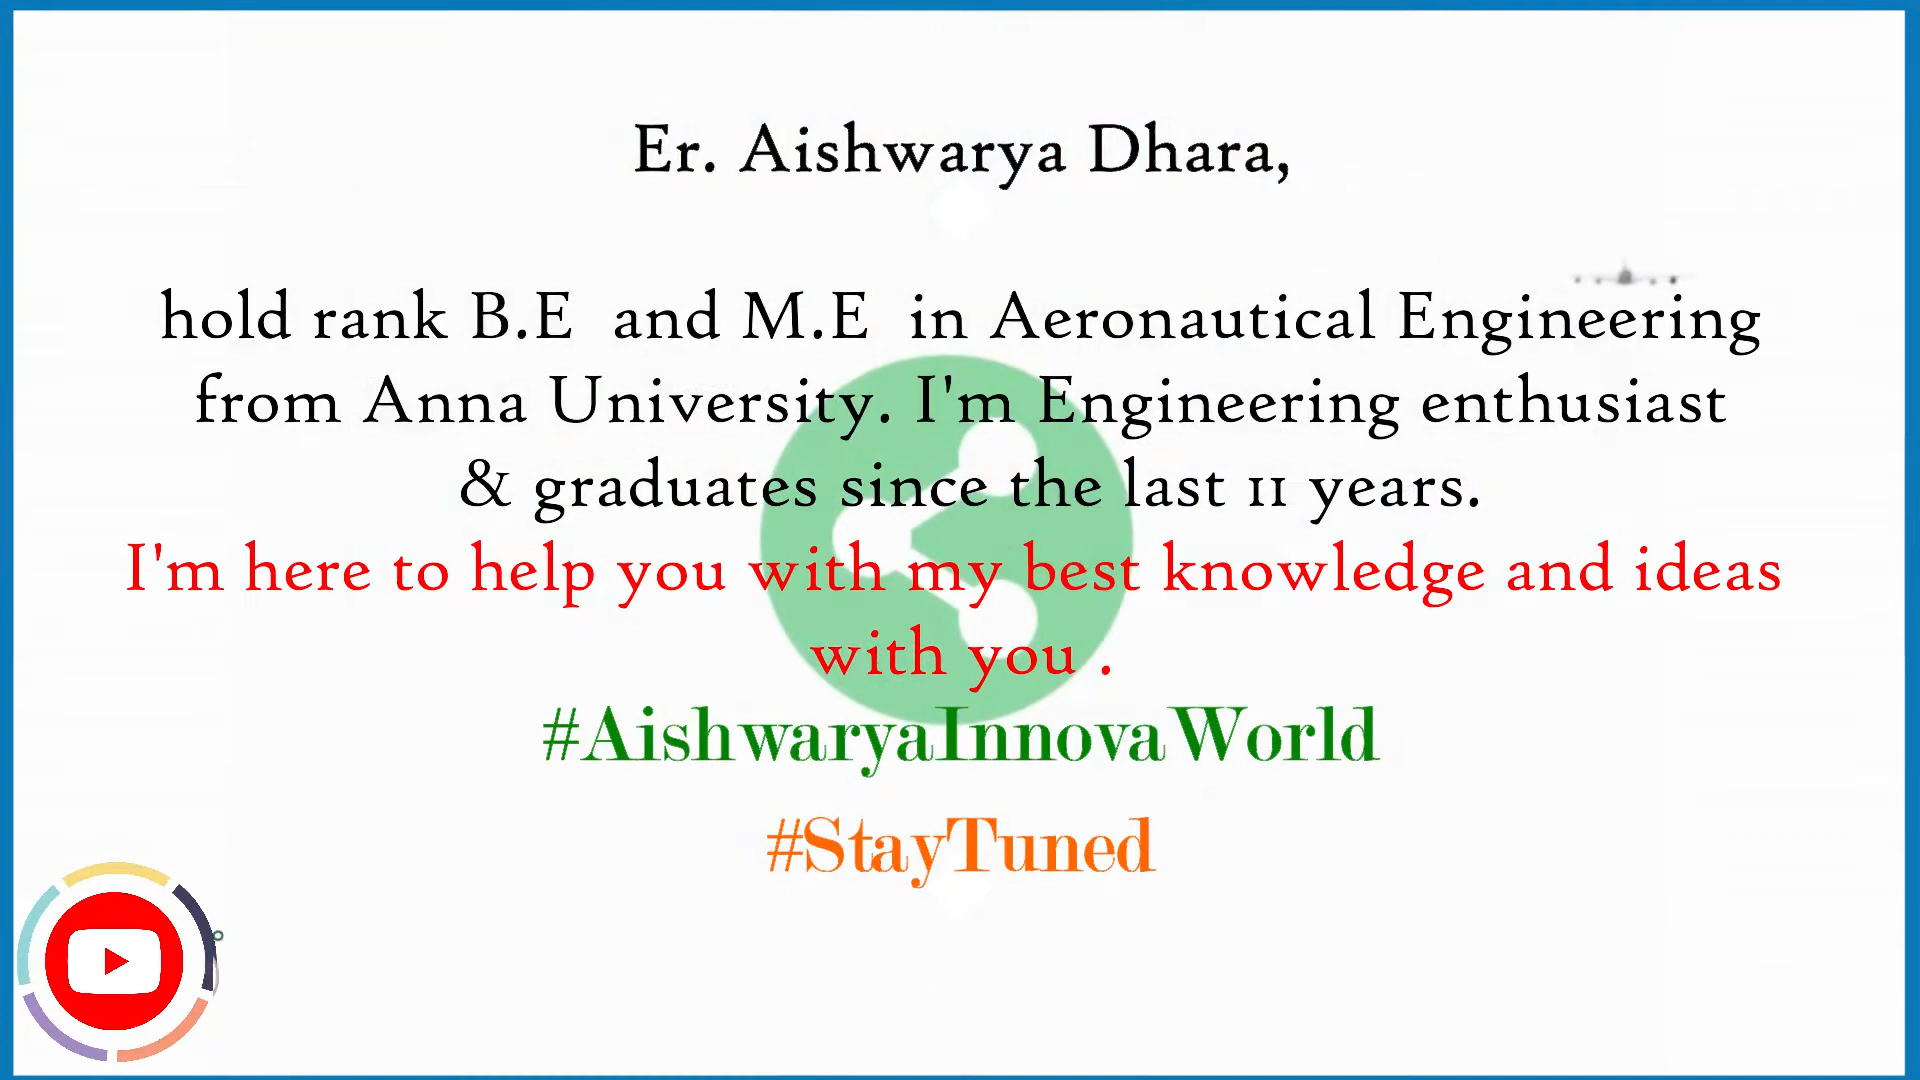 Er. Aishwarya Dhara,
hold rank B.E and M.E in Aeronautical Engineering
from Anna University. I'm Engineering enthusiast
& graduates since the last 11 years.
I'm here to help you with my best knowledge and ideas
with you .
#AishwaryaInnovaWorld
#StayTuned